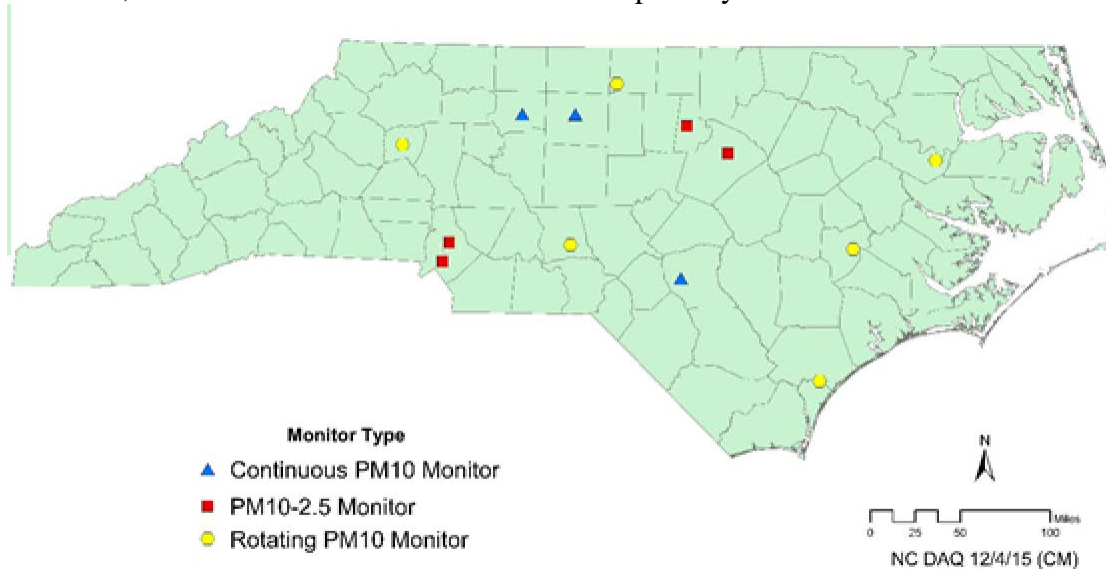 Monitor Type
Continuous PM10 Monitor
PM10-2.5 Monitor
Rotating PM10 Monitor
N
Miles
0 25 50 100
NC DAQ 12/4/15 (CM)